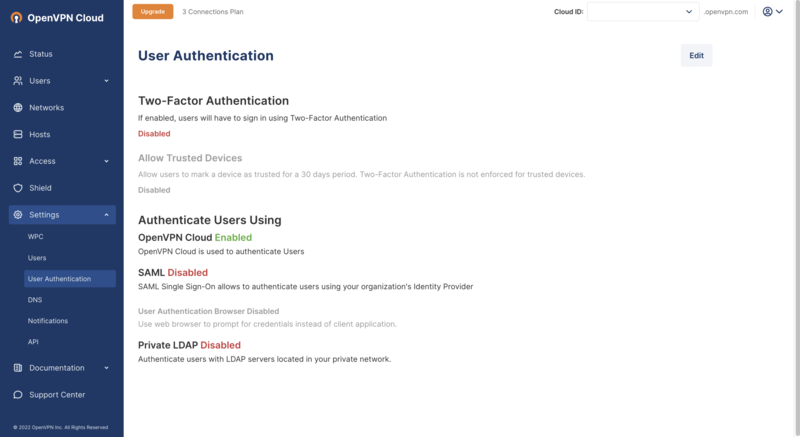 OpenVPN Cloud
Upgrade
3 Connections Plan
Cloud ID:
.openvpn.com
Status
Users
Networks
Hosts
Access
Shield
Settings
WPC
Users
User Authentication
DNS
Notifications
API
Documentation
Support Center
© 2022 OpenVPN Inc. All Rights Reserved
User Authentication
Edit
Two-Factor Authentication
If enabled, users will have to sign in using Two-Factor Authentication
Disabled
Allow Trusted Devices
Allow users to mark a device as trusted for a 30 days period. Two-Factor Authentication is not enforced for trusted devices.
Disabled
Authenticate Users Using
OpenVPN Cloud Enabled
OpenVPN Cloud is used to authenticate Users
SAML Disabled
SAML Single Sign-On allows to authenticate users using your organization's Identity Provider
User Authentication Browser Disabled
Use web browser to prompt for credentials instead of client application.
Private LDAP Disabled
Authenticate users with LDAP servers located in your private network.